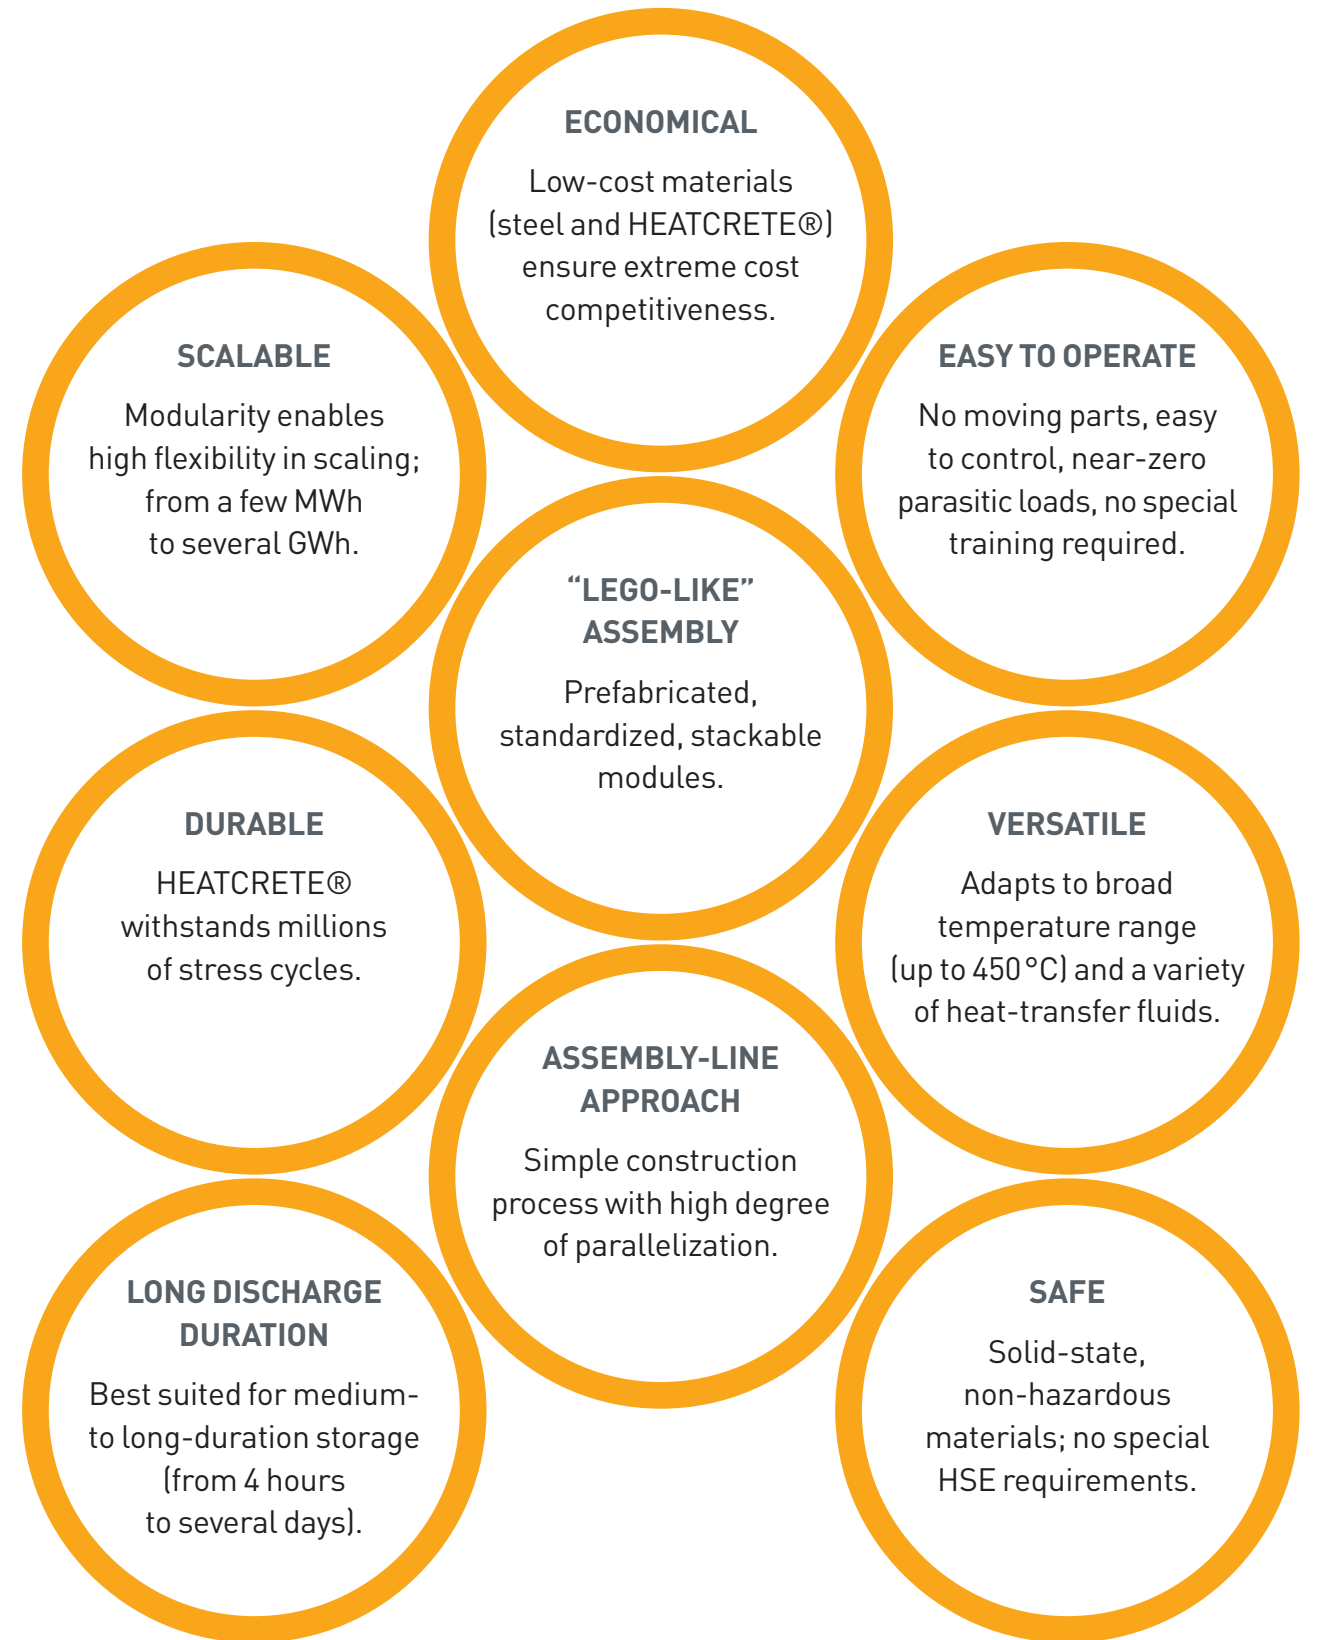 ECONOMICAL
Low-cost materials
(steel and HEATCRETE®)
ensure extreme cost
competitiveness.
SCALABLE
Modularity enables
high flexibility in scaling;
from a few MWh
to several GWh.
EASY TO OPERATE
No moving parts, easy
to control, near-zero
parasitic loads, no special
training required.
“LEGO-LIKE”
ASSEMBLY
Prefabricated,
standardized, stackable
modules.
DURABLE
HEATCRETE®
withstands millions
of stress cycles.
VERSATILE
Adapts to broad
temperature range
(up to 450°C) and a variety
of heat-transfer fluids.
ASSEMBLY-LINE
APPROACH
Simple construction
process with high degree
of parallelization.
LONG DISCHARGE
DURATION
Best suited for medium-
to long-duration storage
(from 4 hours
to several days).
SAFE
Solid-state,
non-hazardous
materials; no special
HSE requirements.